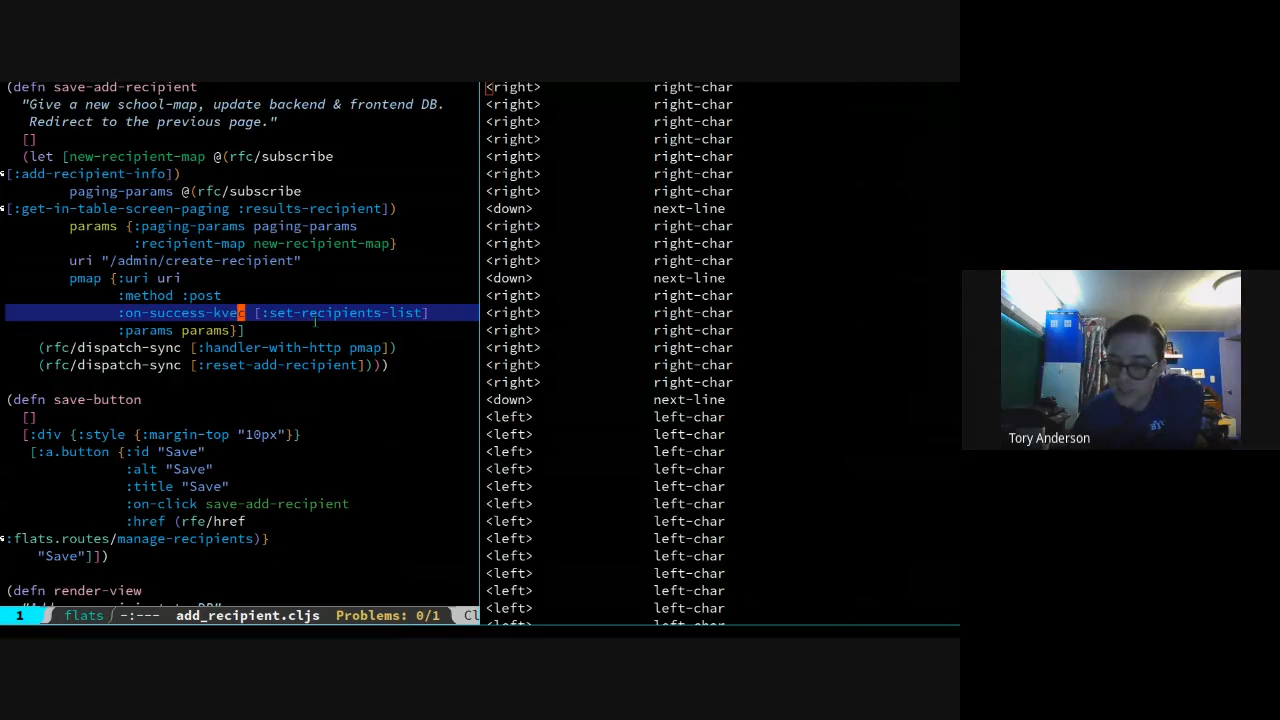 (defn save-add-recipient
"Give a new school-map, update backend & frontend DB.
Redirect to the previous page."
[]
(let [new-recipient-map @(rfc/subscribe
[:add-recipient-info])
paging-params @(rfc/subscribe
[:get-in-table-screen-paging :results-recipient])
params {:paging-params paging-params
:recipient-map new-recipient-map}
uri "/admin/create-recipient"
pmap {:uri uri
:method :post
:on-success-kvec [:set-recipients-list]
:params params}]
(rfc/dispatch-sync [:handler-with-http pmap])
(rfc/dispatch-sync [:reset-add-recipient])))
(defn save-button
[]
[:div {:style {:margin-top "10px"}}
[:a.button {:id "Save"
:alt "Save"
:title "Save"
:on-click save-add-recipient
:href (rfe/href
:flats.routes/manage-recipients)}
"Save"]])
(defn render-view
1 flats -:--- add_recipient.cljs Problems: 0/1 Cl
<right> right-char
<right> right-char
<right> right-char
<right> right-char
<right> right-char
<right> right-char
<right> right-char
<down> next-line
<right> right-char
<right> right-char
<right> right-char
<down> next-line
<right> right-char
<right> right-char
<right> right-char
<right> right-char
<right> right-char
<right> right-char
<down> next-line
<left> left-char
<left> left-char
<left> left-char
<left> left-char
<left> left-char
<left> left-char
<left> left-char
<left> left-char
<left> left-char
<left> left-char
<left> left-char
<left> left-char
<left> left-char
Tory Anderson